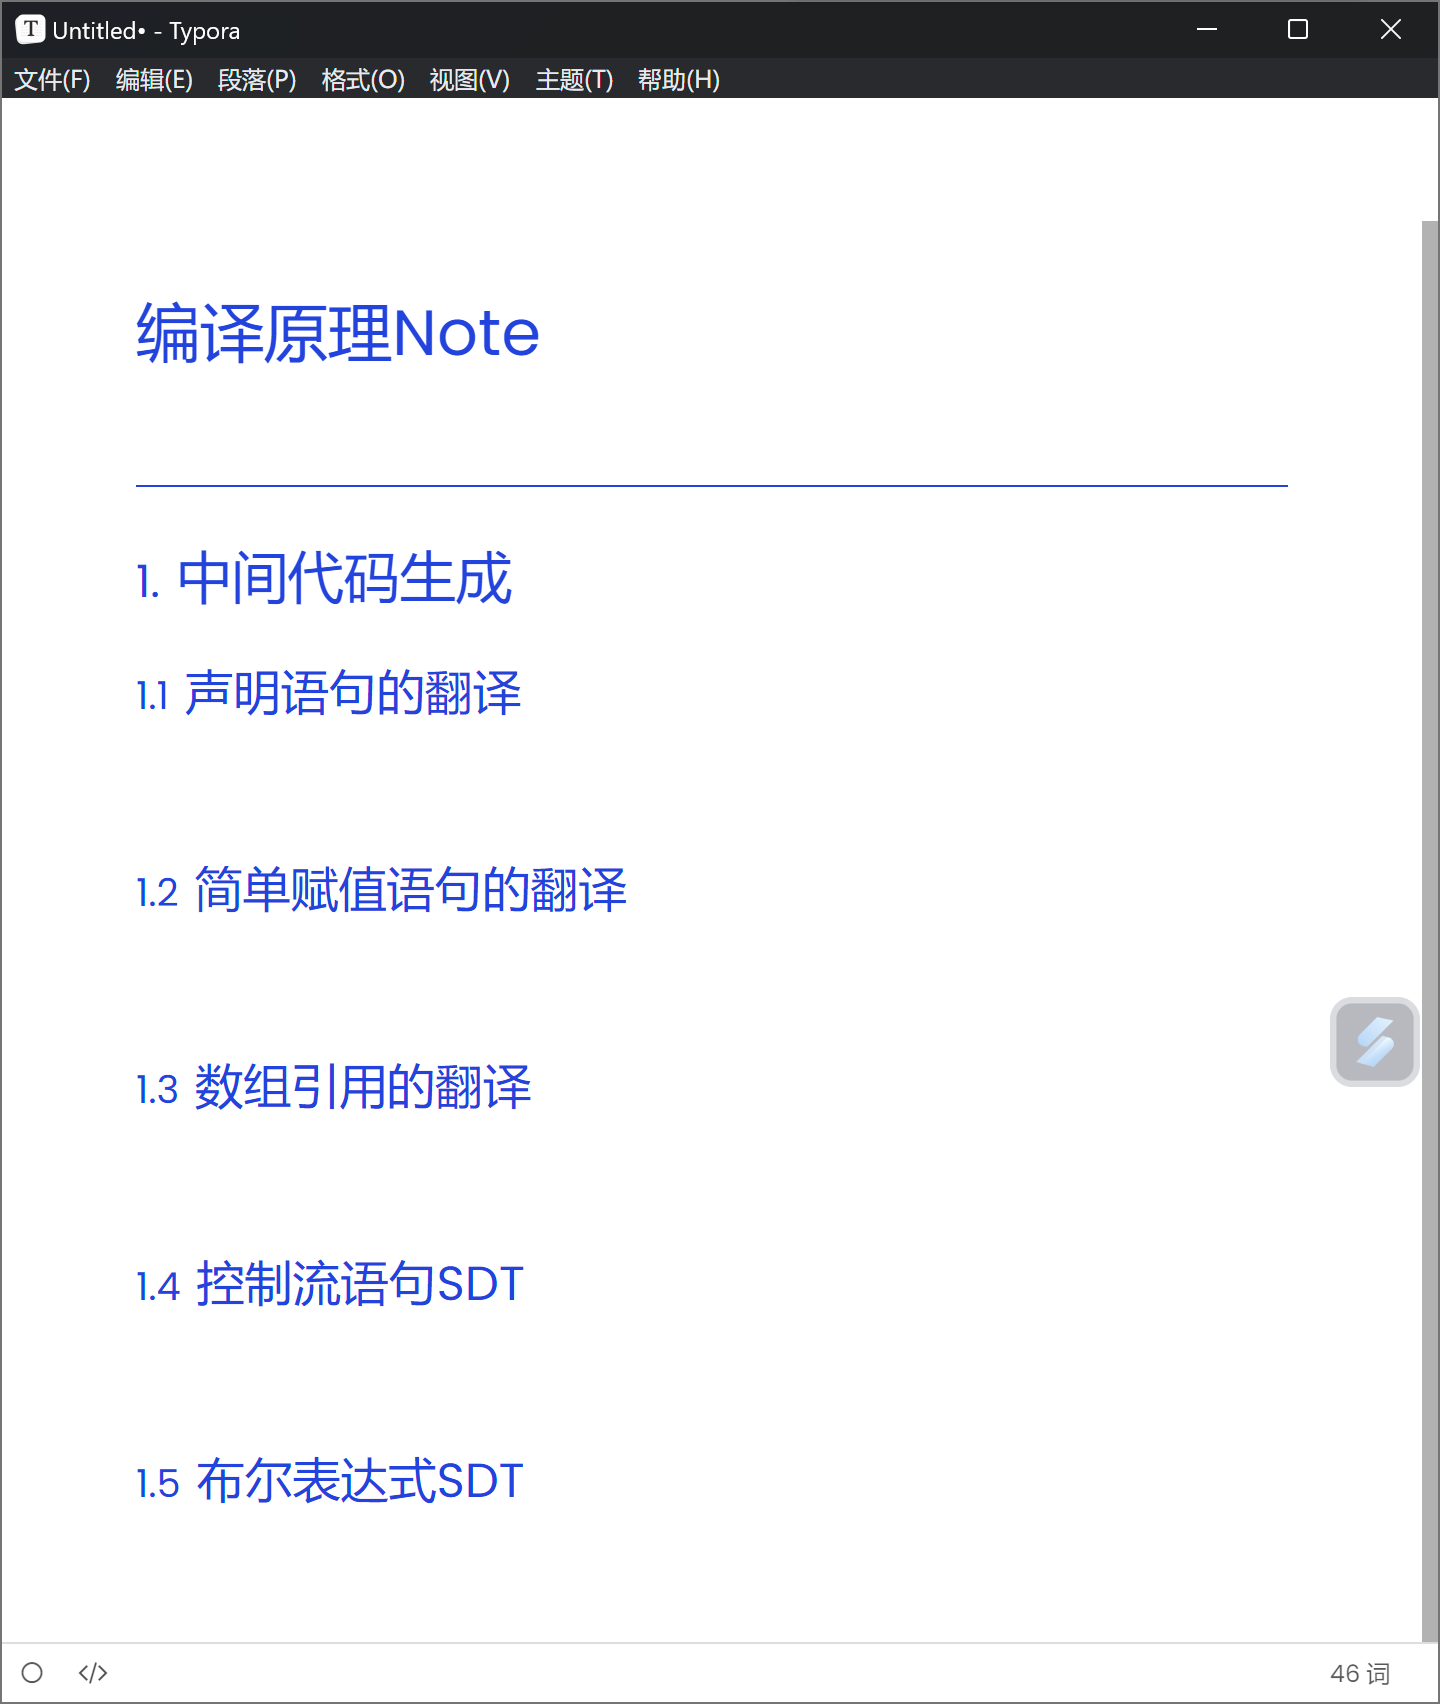 Untitled• - Typora
文件(F) 编辑(E) 段落(P) 格式(O) 视图(V) 主题(T) 帮助(H)
编译原理Note
1. 中间代码生成
1.1 声明语句的翻译
1.2 简单赋值语句的翻译
1.3 数组引用的翻译
1.4 控制流语句SDT
1.5 布尔表达式SDT
46 词